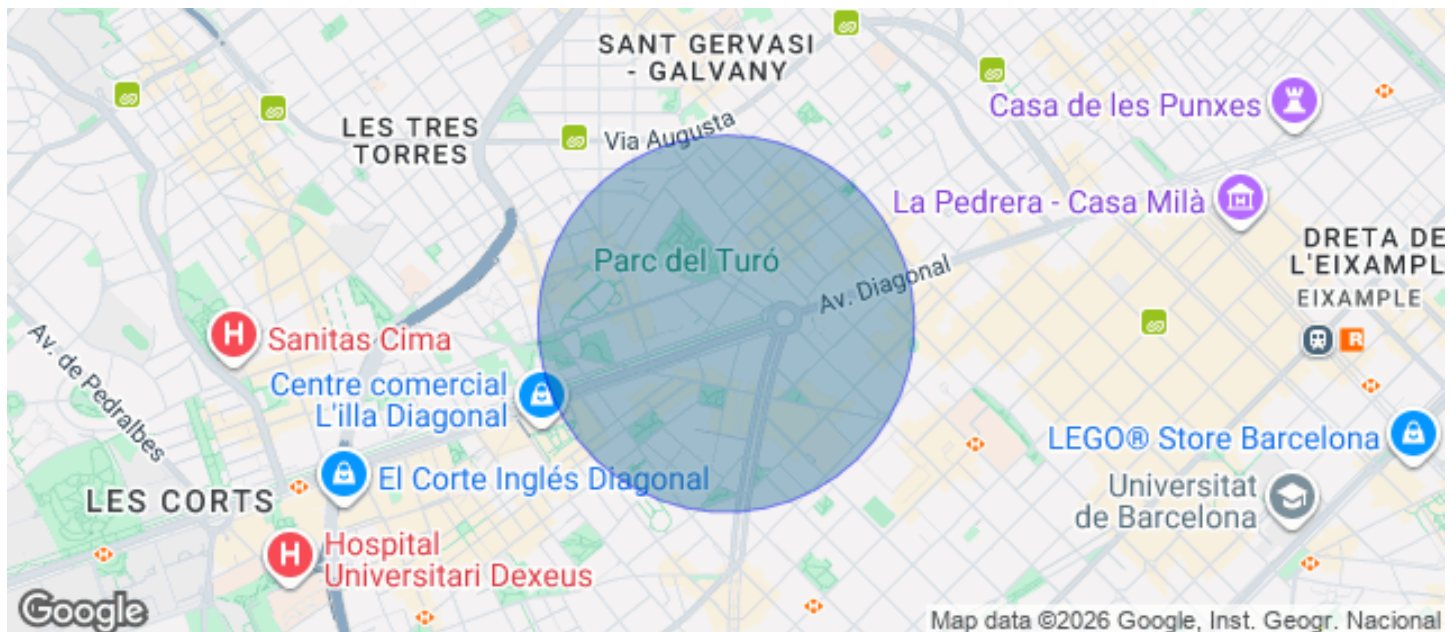 SANT GERVASI
- GALVANY
Casa de les Punxes
LES TRES
TORRES
Via Augusta
La Pedrera - Casa Milà
H
DRETA DE
L'EIXAMPL
EIXAMPLE
Parc del Turó
Av. Diagonal
R
H
Sanitas Cima
Av. de Pedralbes
Centre comercial
L'illa Diagonal
LEGO® Store Barcelona
El Corte Inglés Diagonal
Universitat
de Barcelona
LES CORTS
H
Hospital
Universitari Dexeus
Google
Map data ©2026 Google, Inst. Geogr. Nacional